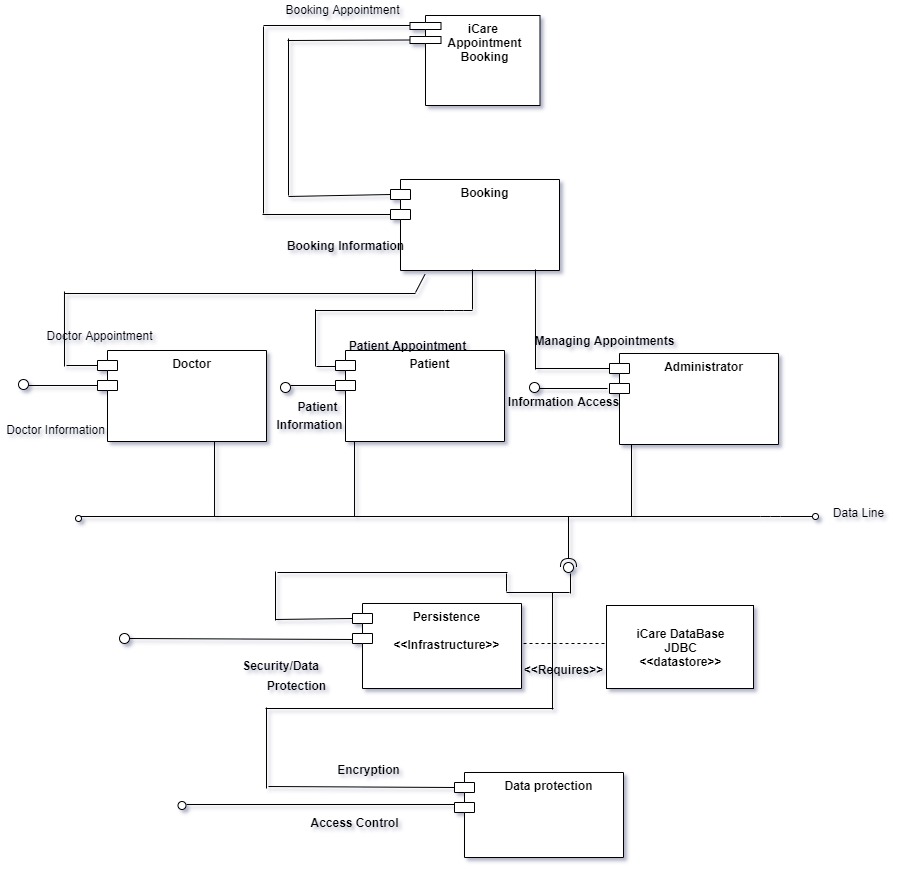 Booking Appointment
iCare
Appointment
Booking
Booking
Booking Information
Doctor Appointment
Patient Appointment
Managing Appointments
Doctor
Patient
Administrator
Information Access
Patient
Information
Doctor Information
Data Line
Persistence
<<Infrastructure>>
iCare DataBase
JDBC
<<datastore>>
<<Requires>>
Security/Data
Protection
Encryption
Data protection
Access Control